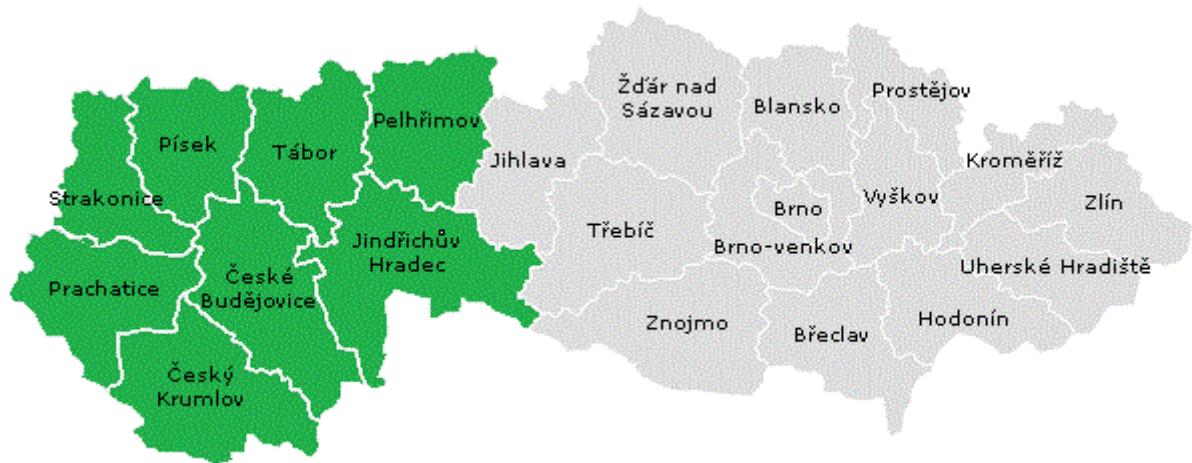 Žďár nad
Sázavou
Blansko
Prostějov
Pelhřimov
Písek
Tábor
Jihlava
Kroměříž
Strakonice
Vyškov
Zlín
Brno
Třebíč
Jindřichův
Hradec
Brno-venkov
Uherské Hradiště
České
Budějovice
Prachatice
Znojmo
Břeclav
Hodonín
Český
Krumlov